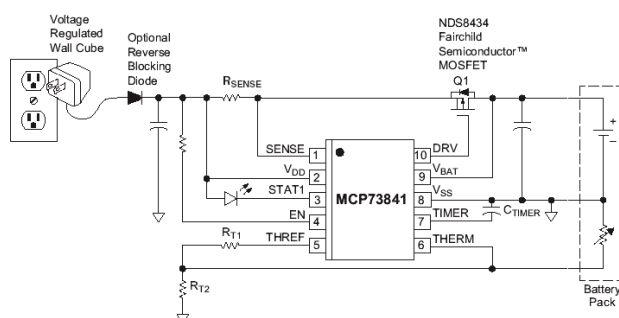 Voltage
Regulated
Wall Cube
Optional
Reverse
Blocking
Diode
NDS8434
Fairchild
Semiconductor™
MOSFET
Q1
RSENSE
SENSE
1
10
DRV
VDD
2
9
VBAT
STAT1
3
MCP73841
8
VSS
EN
4
7
TIMER
CTIMER
RT1
THREF
5
6
THERM
RT2
+
–
Battery
Pack